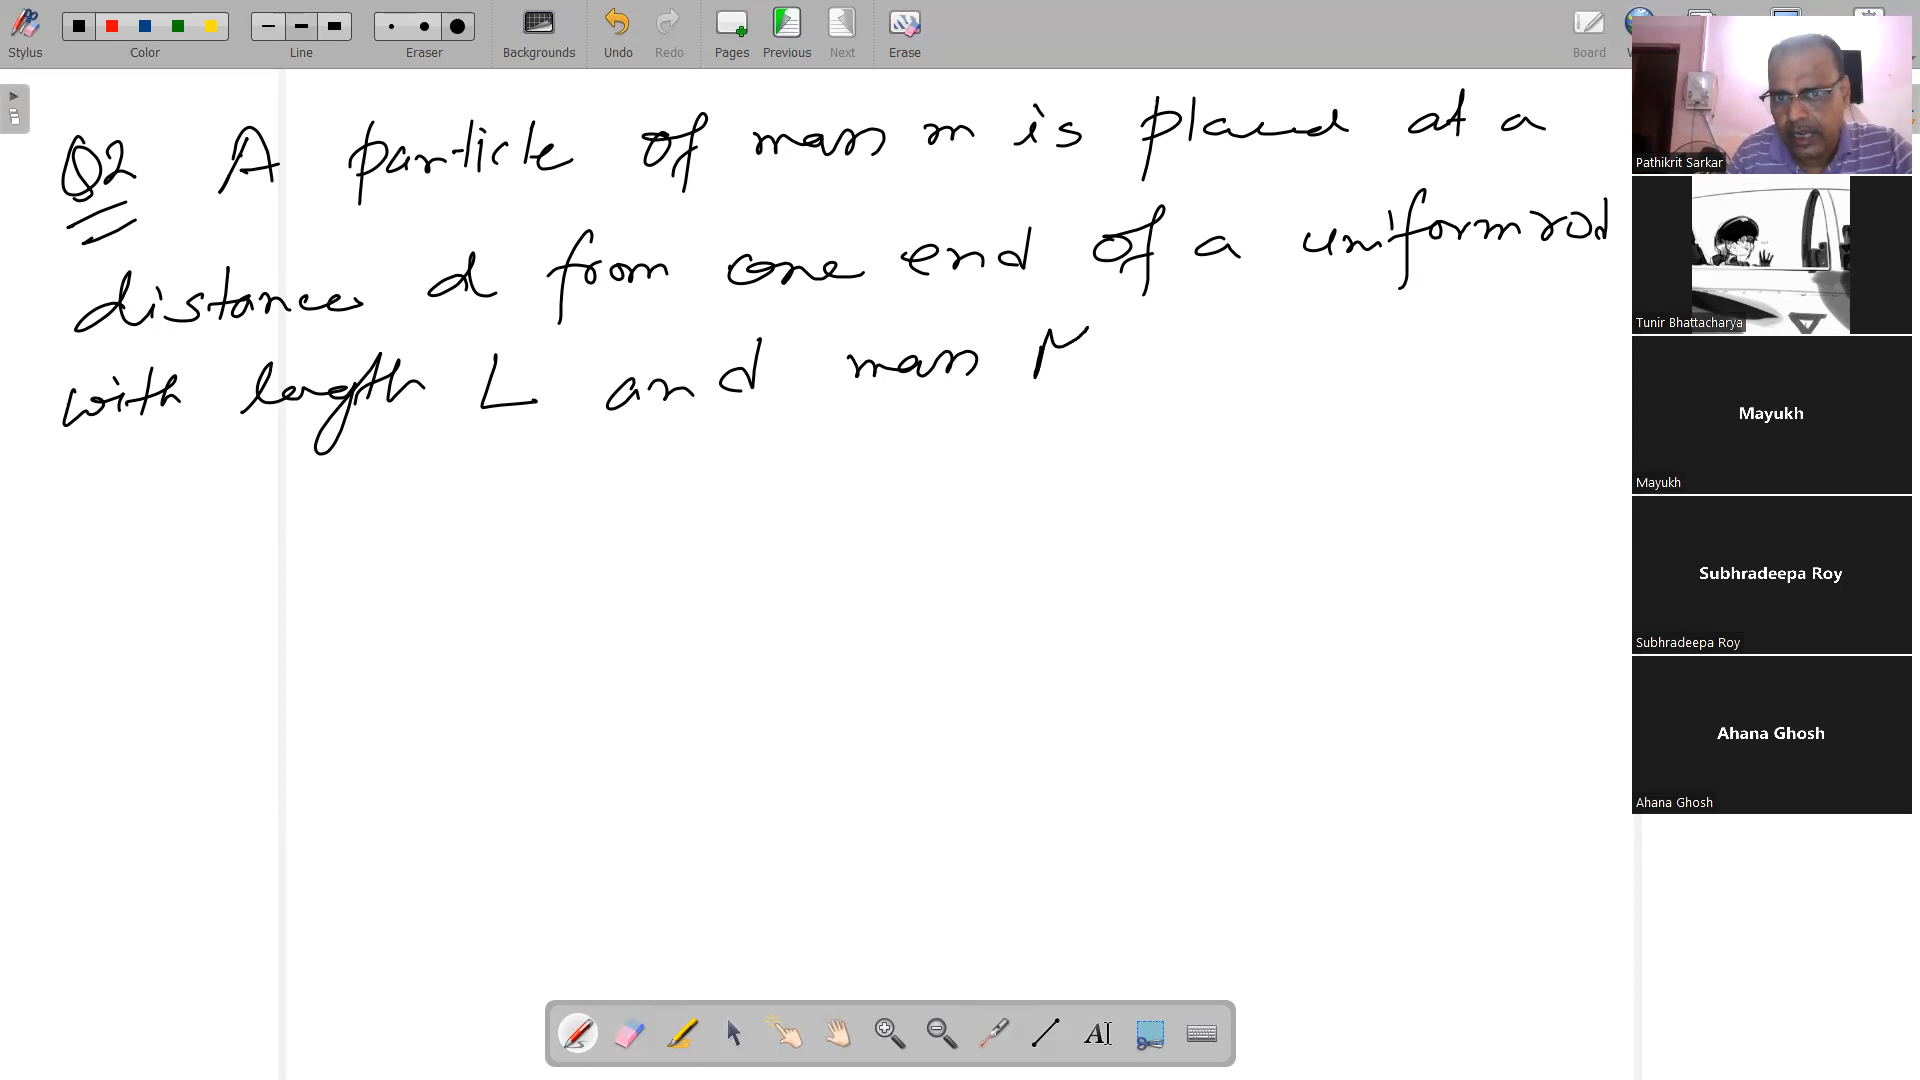 Stylus Color Line Eraser Backgrounds Undo Redo Pages Previous Next Erase Board
Q2 A particle of mass m is placed at a
distances d from one end of a uniform rod
with length L and mass M
Pathikrit Sarkar
Tunir Bhattacharya
Mayukh
Mayukh
Subhradeepa Roy
Subhradeepa Roy
Ahana Ghosh
Ahana Ghosh